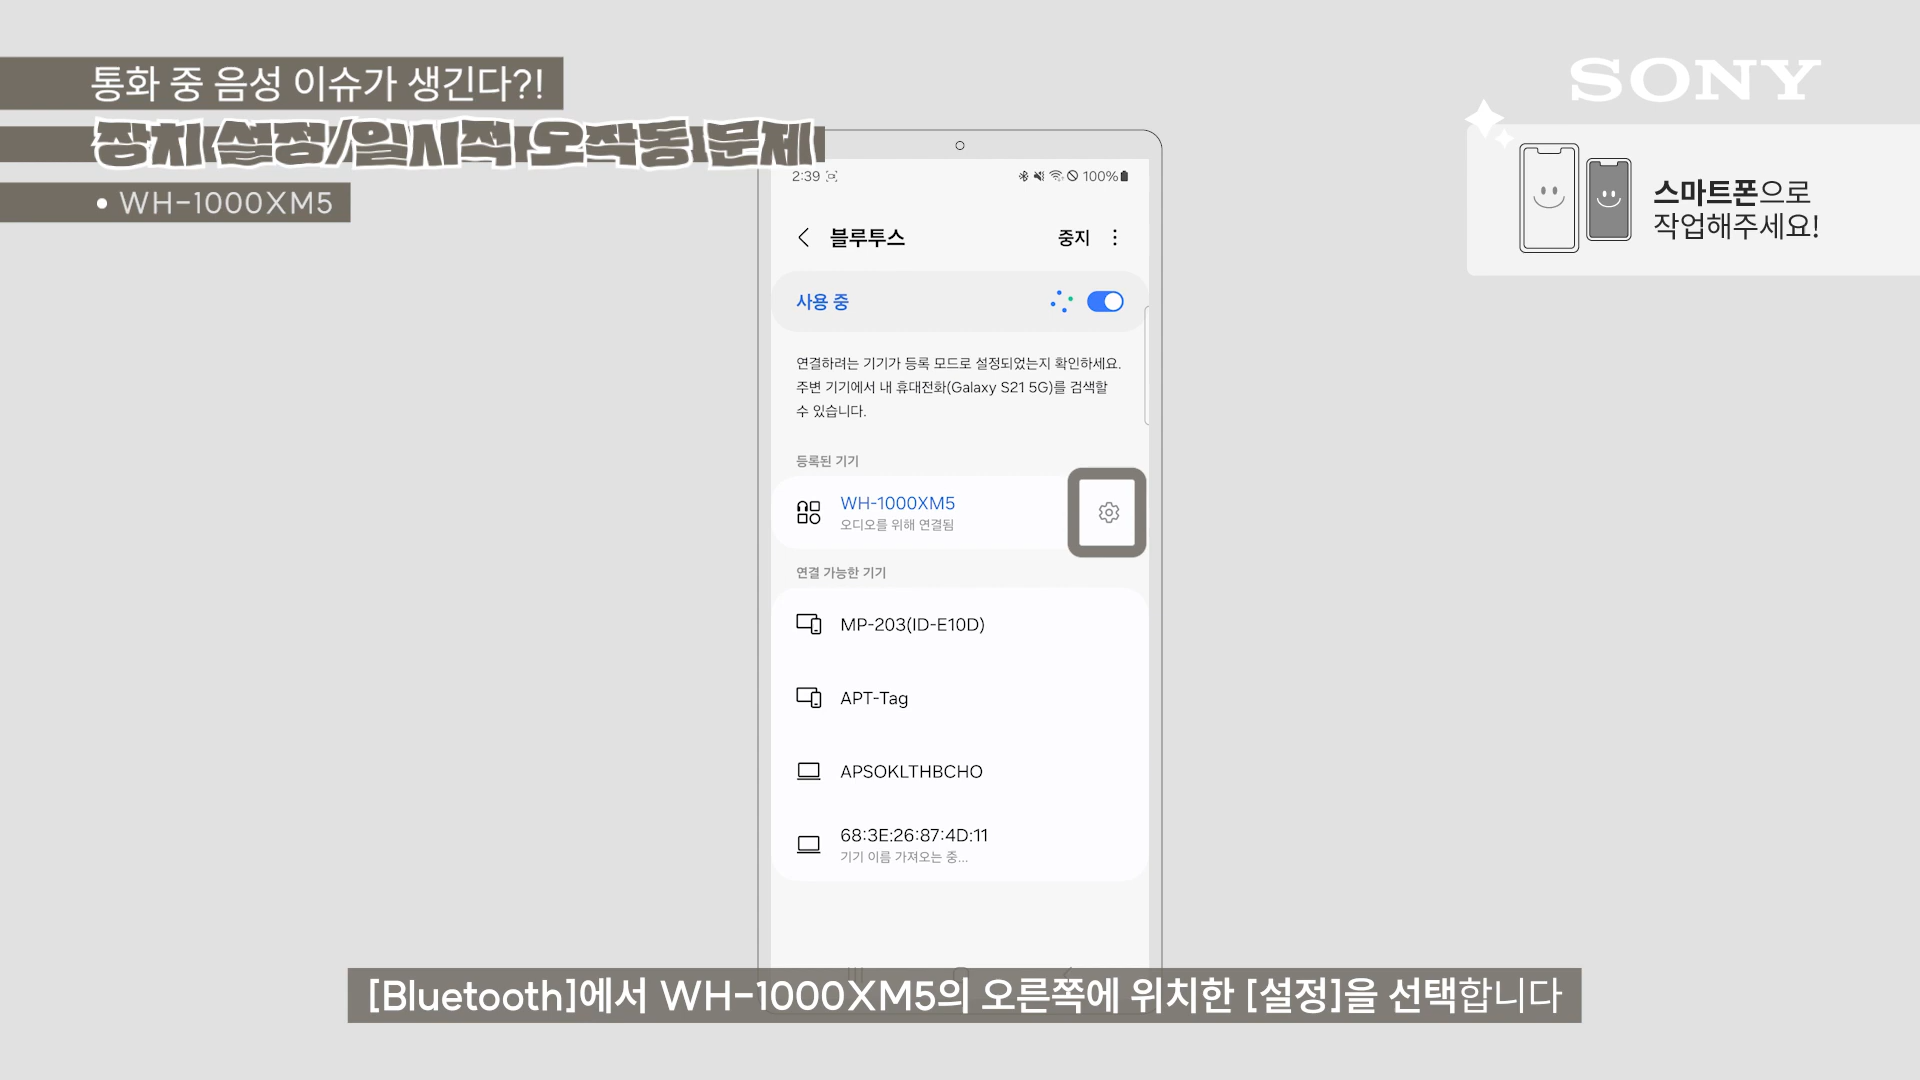 통화 중 음성 이슈가 생긴다?!
장치 설정/일시적 오작동 문제
• WH-1000XM5
SONY
스마트폰으로
작업해주세요!
2:39 100%
블루투스 중지
사용 중
연결하려는 기기가 등록 모드로 설정되었는지 확인하세요.
주변 기기에서 내 휴대전화(Galaxy S21 5G)를 검색할
수 있습니다.
등록된 기기
WH-1000XM5
오디오를 위해 연결됨
연결 가능한 기기
MP-203(ID-E10D)
APT-Tag
APSOKLTHBCHO
68:3E:26:87:4D:11
기기 이름 가져오는 중...
[Bluetooth]에서 WH-1000XM5의 오른쪽에 위치한 [설정]을 선택합니다